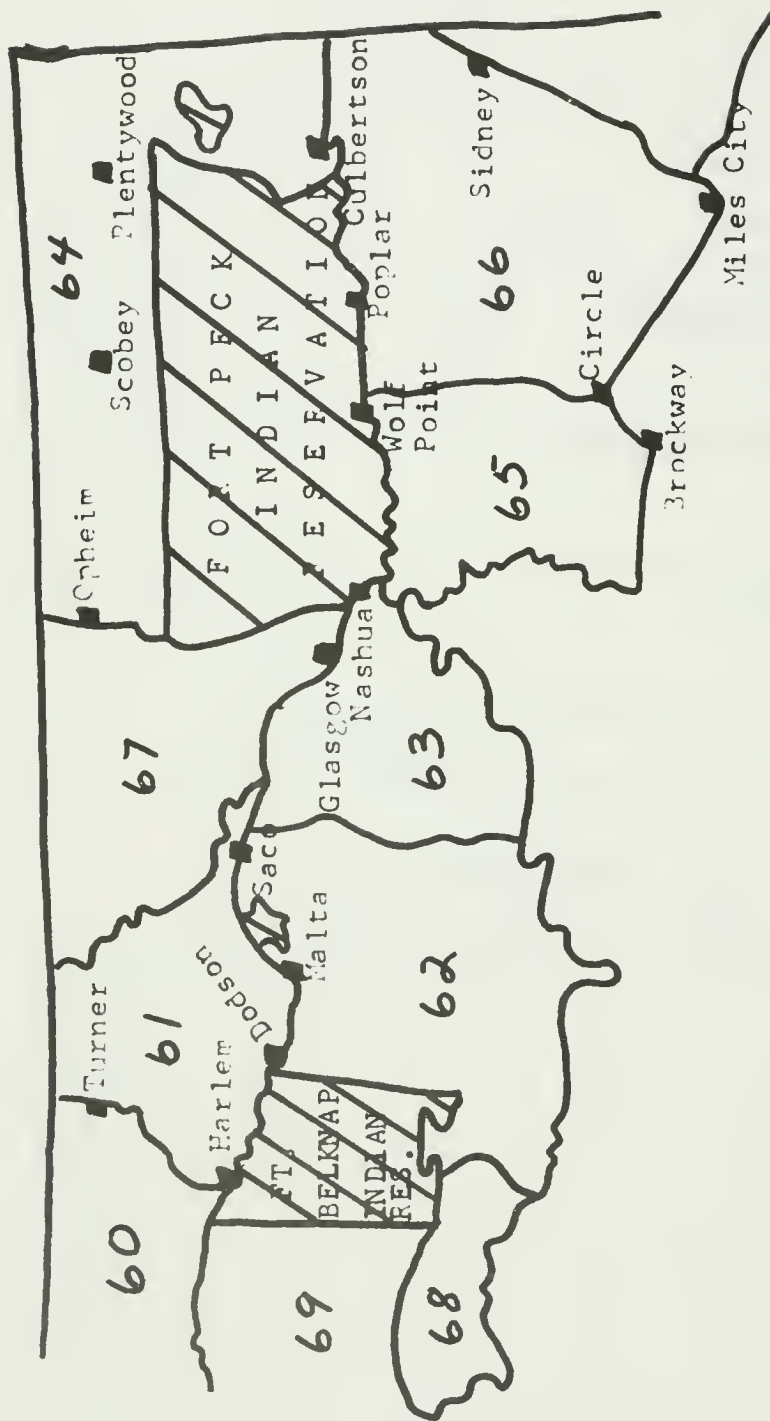 60
Turner
61
Harlem
Dodson
67
Opheim
Scobey
64
Plentywood
FORT PECK
INDIAN
RESERVATION
FT.
BELKNAP
INDIAN
RES.
69
68
Malta
Saco
62
Glasgow
Nashua
63
Wolf
Point
Poplar
Culbertson
65
66
Sidney
Circle
Brockway
Miles City